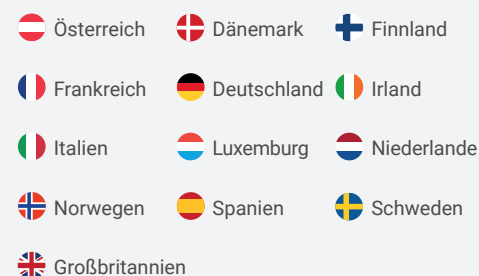 Österreich Dänemark Finnland
Frankreich Deutschland Irland
Italien Luxemburg Niederlande
Norwegen Spanien Schweden
Großbritannien